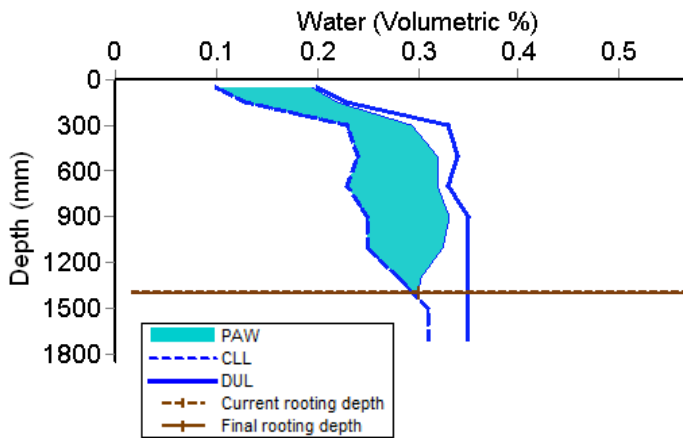 Water (Volumetric %)
0 0.1 0.2 0.3 0.4 0.5
Depth (mm)
0
300
600
900
1200
1500
1800
PAW
CLL
DUL
Current rooting depth
Final rooting depth